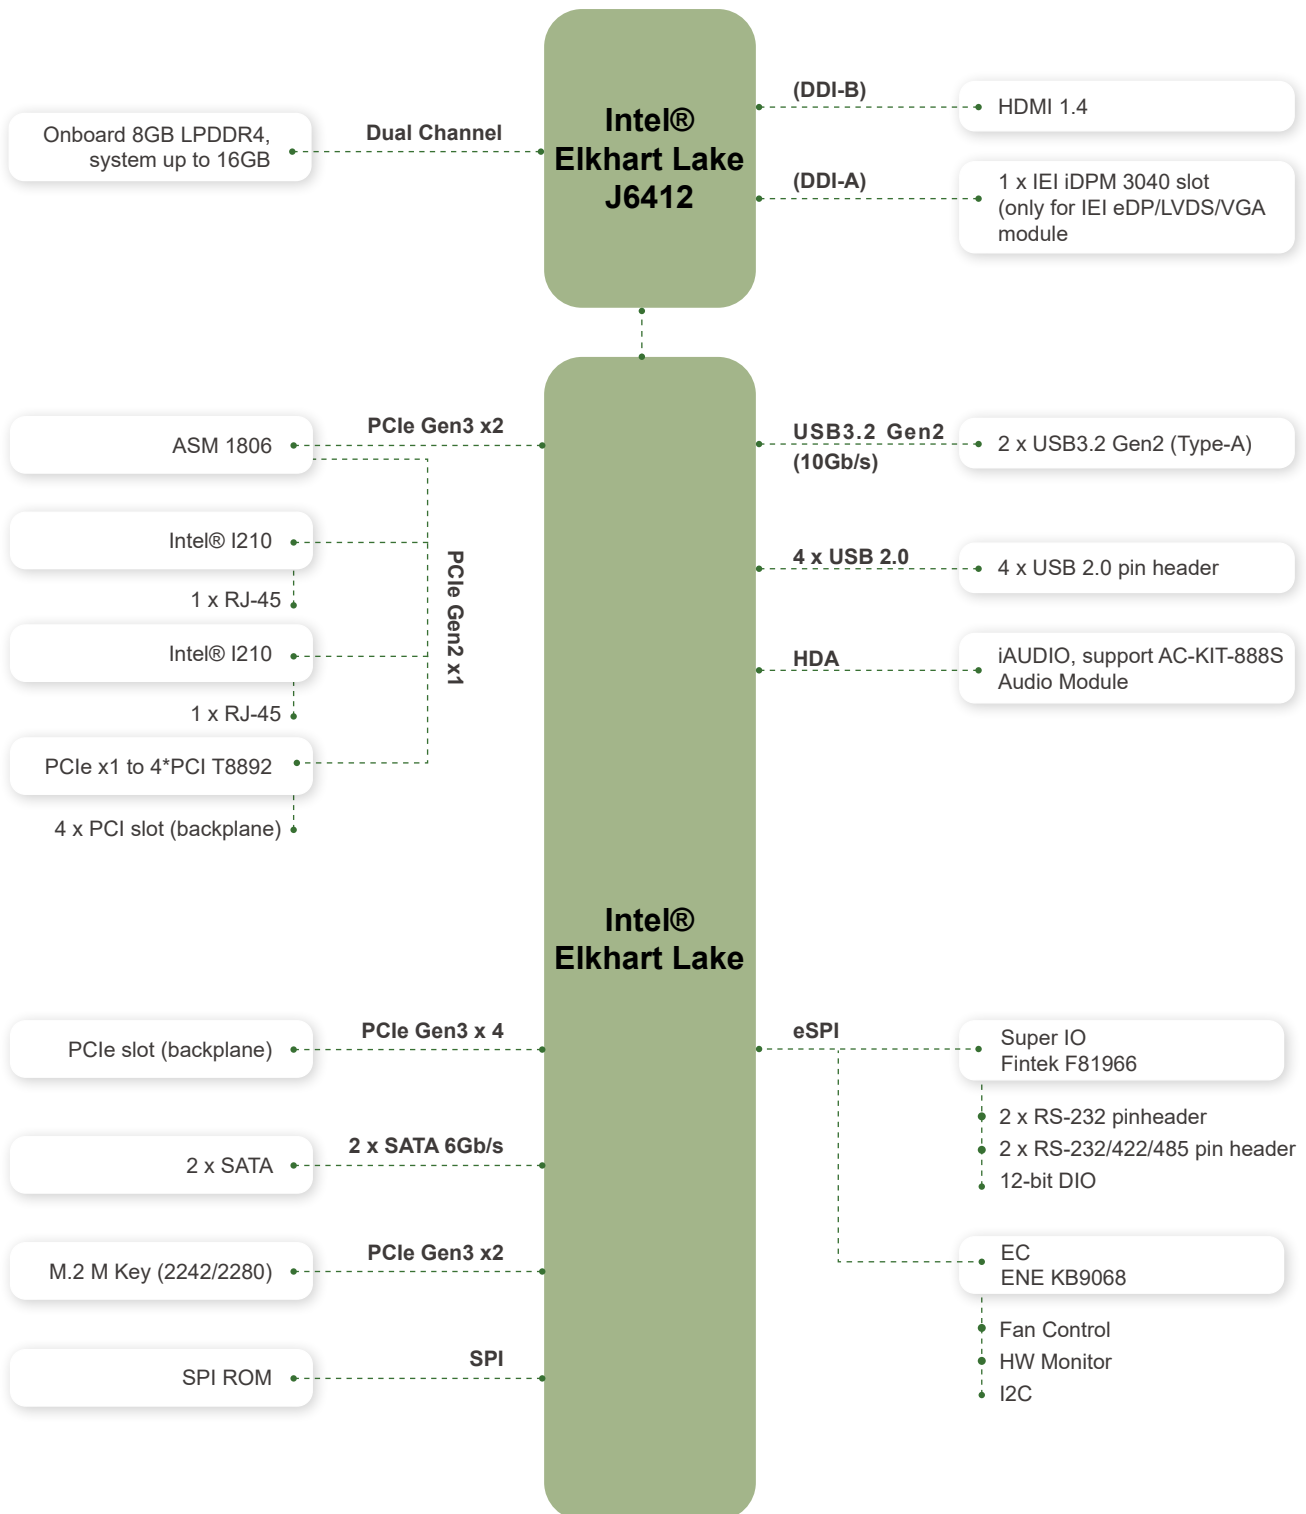 Intel®
Elkhart Lake
J6412
Onboard 8GB LPDDR4,
system up to 16GB
Dual Channel
(DDI-B)
HDMI 1.4
(DDI-A)
1 x IEI iDPM 3040 slot
(only for IEI eDP/LVDS/VGA
module
ASM 1806
PCIe Gen3 x2
Intel® I210
1 x RJ-45
Intel® I210
1 x RJ-45
PCIe x1 to 4*PCI T8892
4 x PCI slot (backplane)
PCIe Gen2 x1
USB3.2 Gen2
(10Gb/s)
2 x USB3.2 Gen2 (Type-A)
4 x USB 2.0
4 x USB 2.0 pin header
HDA
iAUDIO, support AC-KIT-888S
Audio Module
Intel®
Elkhart Lake
PCIe slot (backplane)
PCIe Gen3 x 4
2 x SATA
2 x SATA 6Gb/s
M.2 M Key (2242/2280)
PCIe Gen3 x2
SPI ROM
SPI
eSPI
Super IO
Fintek F81966
2 x RS-232 pinheader
2 x RS-232/422/485 pin header
12-bit DIO
EC
ENE KB9068
Fan Control
HW Monitor
I2C